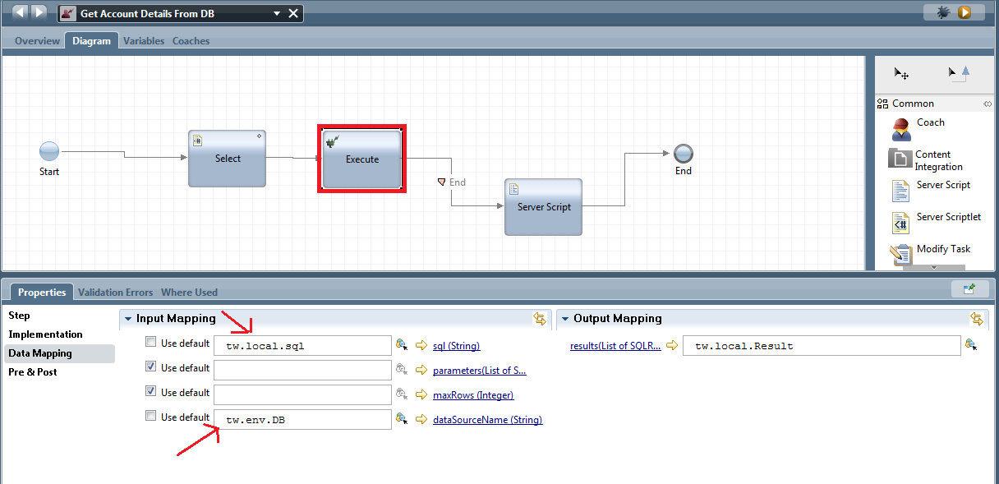 Get Account Details From DB
Overview Diagram Variables Coaches
Start
Select
Execute
End
Server Script
End
Common
Coach
Content
Integration
Server Script
Server Scriptlet
Modify Task
Properties Validation Errors Where Used
Step
Implementation
Data Mapping
Pre & Post
Input Mapping
Use default tw.local.sql sql (String)
Use default parameters(List of S...
Use default maxRows (Integer)
Use default tw.env.DB dataSourceName (String)
Output Mapping
results(List of SQLR... tw.local.Result